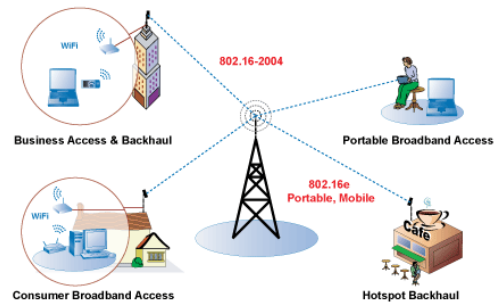 WiFi
802.16-2004
Business Access & Backhaul
Portable Broadband Access
802.16e
Portable, Mobile
WiFi
Cafe
Consumer Broadband Access
Hotspot Backhaul